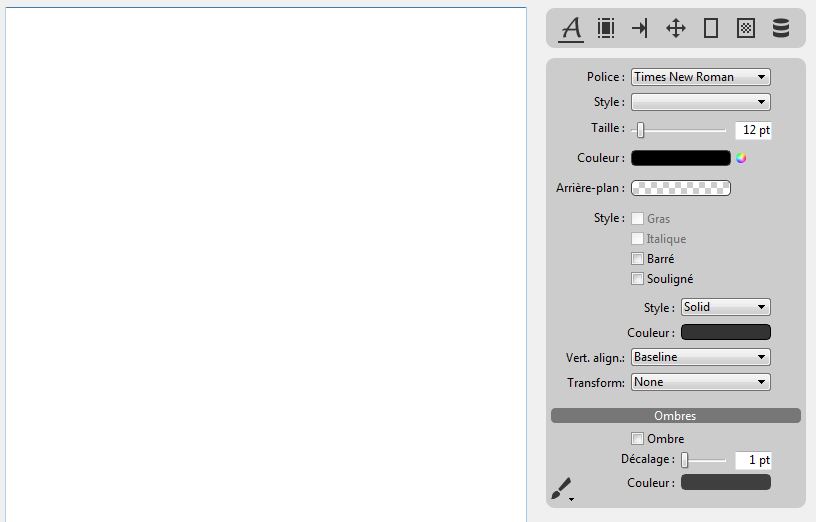 A
Police : Times New Roman
Style :
Taille : 12 pt
Couleur :
Arrière-plan :
Style : Gras
Italique
Barré
Souligné
Style : Solid
Couleur :
Vert. align.: Baseline
Transform: None
Ombres
Ombre
Décalage : 1 pt
Couleur :